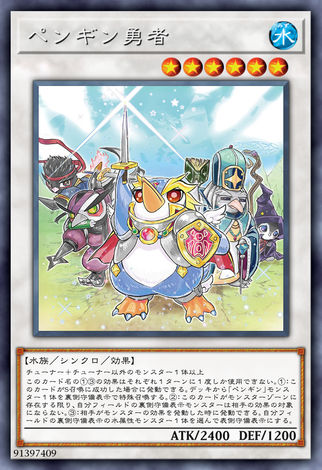 ペンギン勇者
水
【水族／シンクロ／効果】
チューナー＋チューナー以外のモンスター１体以上
このカード名の①③の効果はそれぞれ１ターンに１度しか使用できない。①：こ
のカードがS召喚に成功した場合に発動できる。デッキから「ペンギン」モンス
ター１体を裏側守備表示で特殊召喚する。②：このカードがモンスターゾーンに
存在する限り、自分フィールドの裏側守備表示モンスターは相手の効果の対象
にならない。③：相手がモンスターの効果を発動した時に発動できる。自分フィー
ルドの裏側守備表示の水属性モンスター１体を選んで表側守備表示にする。
ATK/2400 DEF/1200
91397409